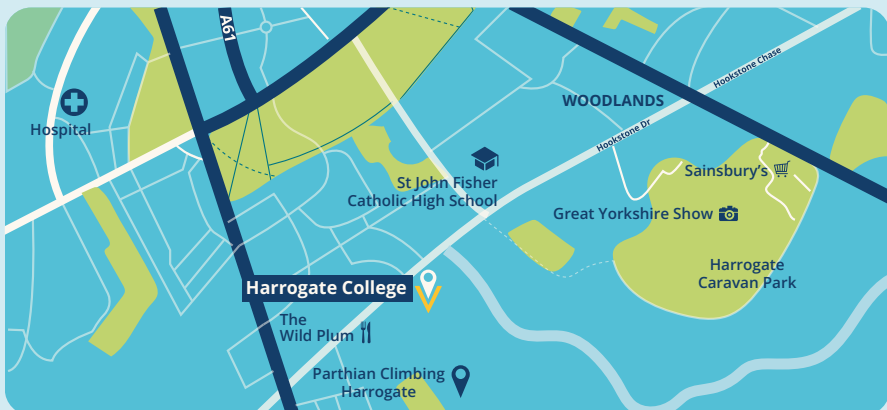 A61
Hookstone Chase
WOODLANDS
Hospital
Hookstone Dr
Sainsbury's
St John Fisher
Catholic High School
Great Yorkshire Show
Harrogate
Caravan Park
Harrogate College
The
Wild Plum
Parthian Climbing
Harrogate